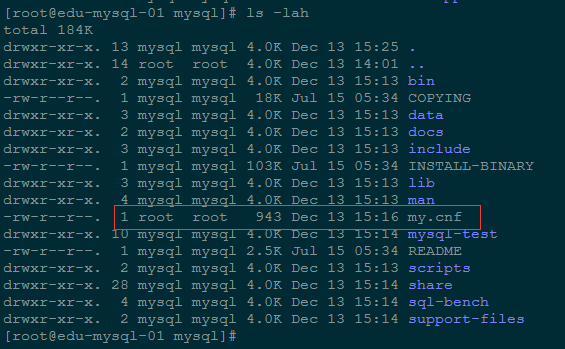 [root@edu-mysql-01 mysql]# ls -lah
total 184K
drwxr-xr-x. 13 mysql mysql 4.0K Dec 13 15:25 .
drwxr-xr-x. 14 root root 4.0K Dec 13 14:01 ..
drwxr-xr-x. 2 mysql mysql 4.0K Dec 13 15:13 bin
-rw-r--r--. 1 mysql mysql 18K Jul 15 05:34 COPYING
drwxr-xr-x. 3 mysql mysql 4.0K Dec 13 15:13 data
drwxr-xr-x. 2 mysql mysql 4.0K Dec 13 15:13 docs
drwxr-xr-x. 3 mysql mysql 4.0K Dec 13 15:13 include
-rw-r--r--. 1 mysql mysql 103K Jul 15 05:34 INSTALL-BINARY
drwxr-xr-x. 3 mysql mysql 4.0K Dec 13 15:13 lib
drwxr-xr-x. 4 mysql mysql 4.0K Dec 13 15:13 man
-rw-r--r--. 1 root root 943 Dec 13 15:16 my.cnf
drwxr-xr-x. 10 mysql mysql 4.0K Dec 13 15:14 mysql-test
-rw-r--r--. 1 mysql mysql 2.5K Jul 15 05:34 README
drwxr-xr-x. 2 mysql mysql 4.0K Dec 13 15:13 scripts
drwxr-xr-x. 28 mysql mysql 4.0K Dec 13 15:14 share
drwxr-xr-x. 4 mysql mysql 4.0K Dec 13 15:14 sql-bench
drwxr-xr-x. 2 mysql mysql 4.0K Dec 13 15:14 support-files
[root@edu-mysql-01 mysql]#